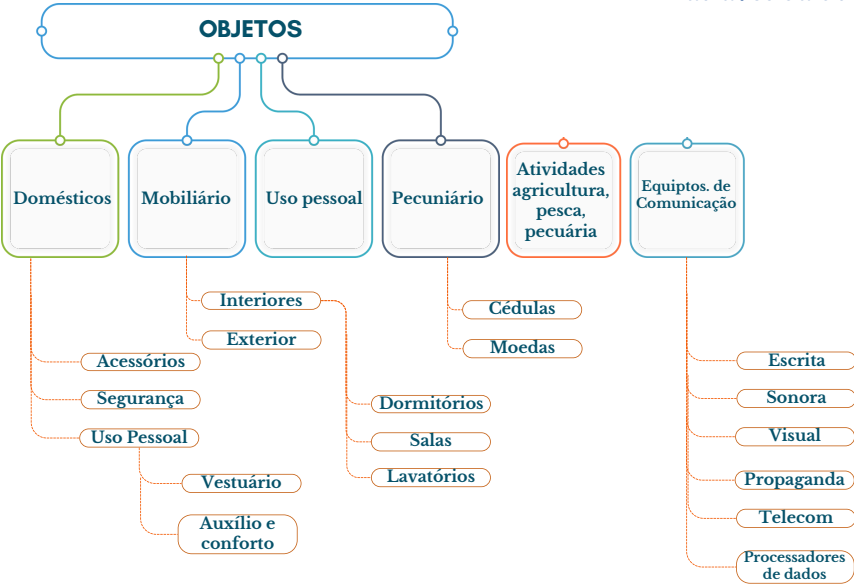 OBJETOS
Domésticos
Mobiliário
Uso pessoal
Pecuniário
Atividades
agricultura,
pesca,
pecuária
Equiptos. de
Comunicação
Acessórios
Segurança
Uso Pessoal
Vestuário
Auxílio e
conforto
Interiores
Exterior
Dormitórios
Salas
Lavatórios
Cédulas
Moedas
Escrita
Sonora
Visual
Propaganda
Telecom
Processadores
de dados